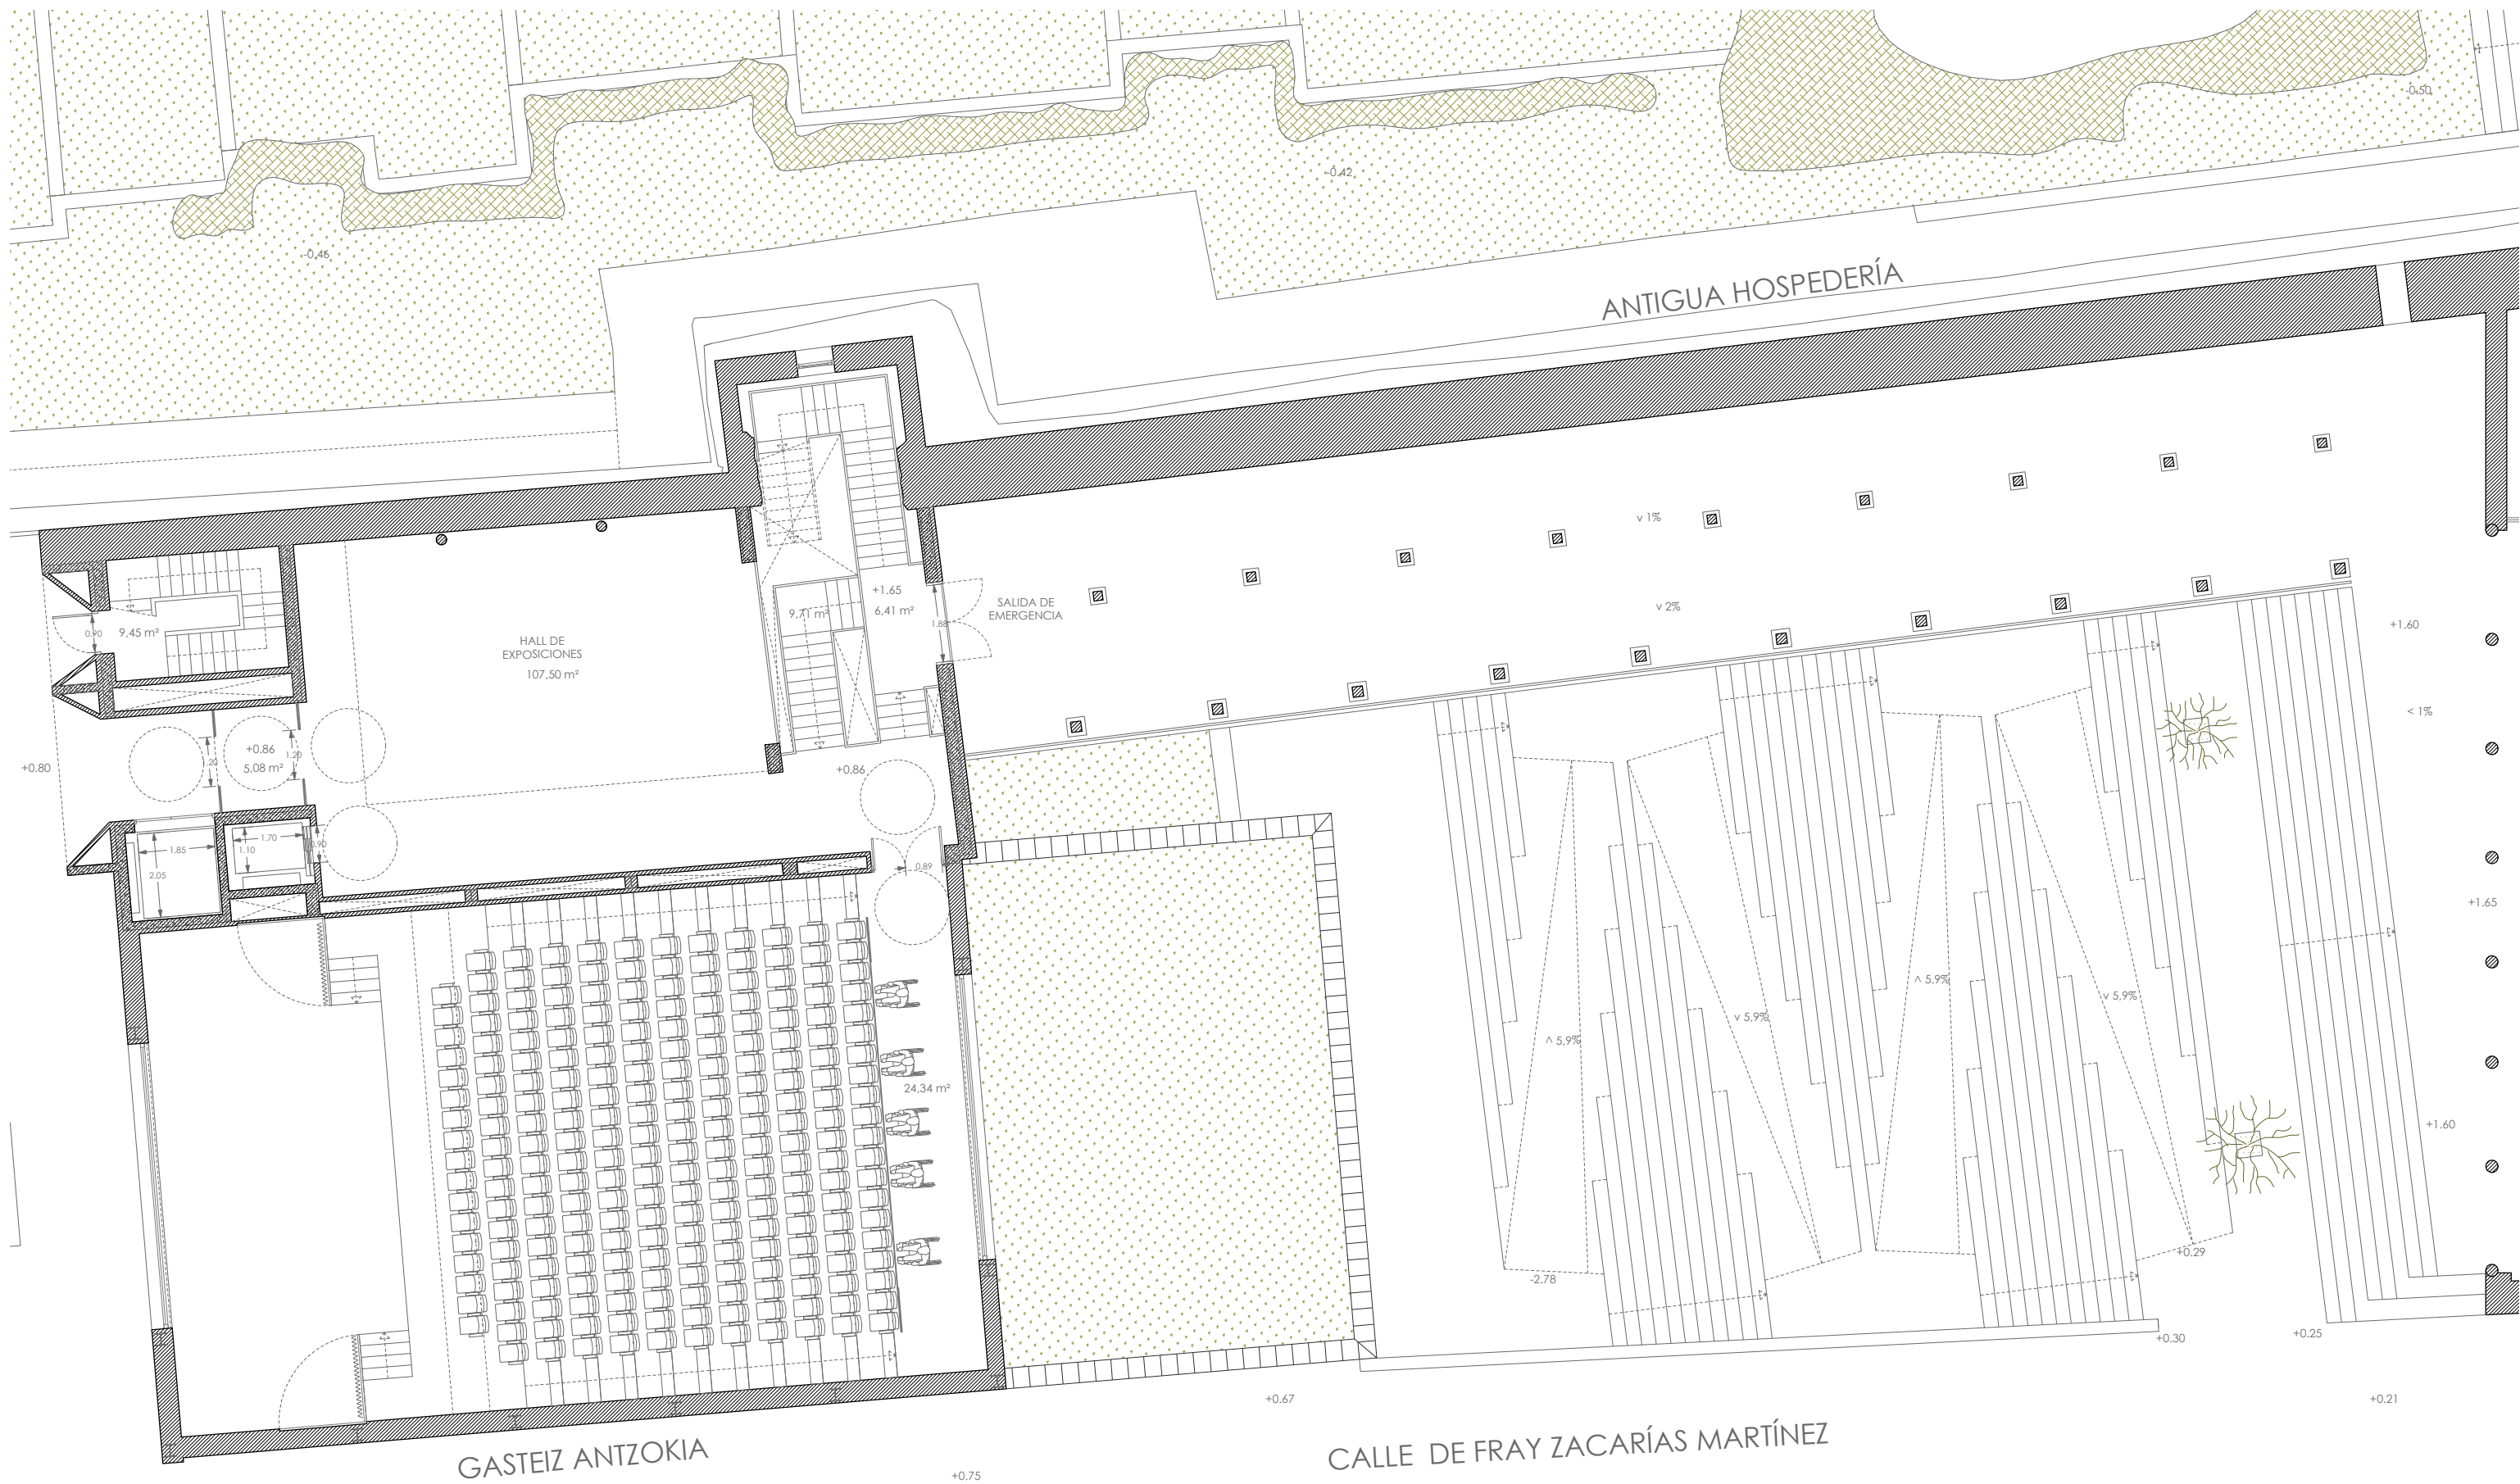 -0.50
-0.42
-0.46
ANTIGUA HOSPEDERÍA
v 1%
+1.65
9,71 m²
6,41 m²
SALIDA DE
EMERGENCIA
1.88
v 2%
+1.60
0.90
9,45 m²
HALL DE
EXPOSICIONES
107,50 m²
< 1%
+0.80
1.20
+0.86
5,08 m²
1.20
+0.86
1.85
2.05
1.70
1.10
0.90
0.89
+1.65
^ 5,9%
v 5,9%
v 5,9%
^ 5,9%
24,34 m²
+1.60
+0.29
-2.78
+0.30
+0.25
+0.67
+0.21
GASTEIZ ANTZOKIA
CALLE DE FRAY ZACARÍAS MARTÍNEZ
+0.75